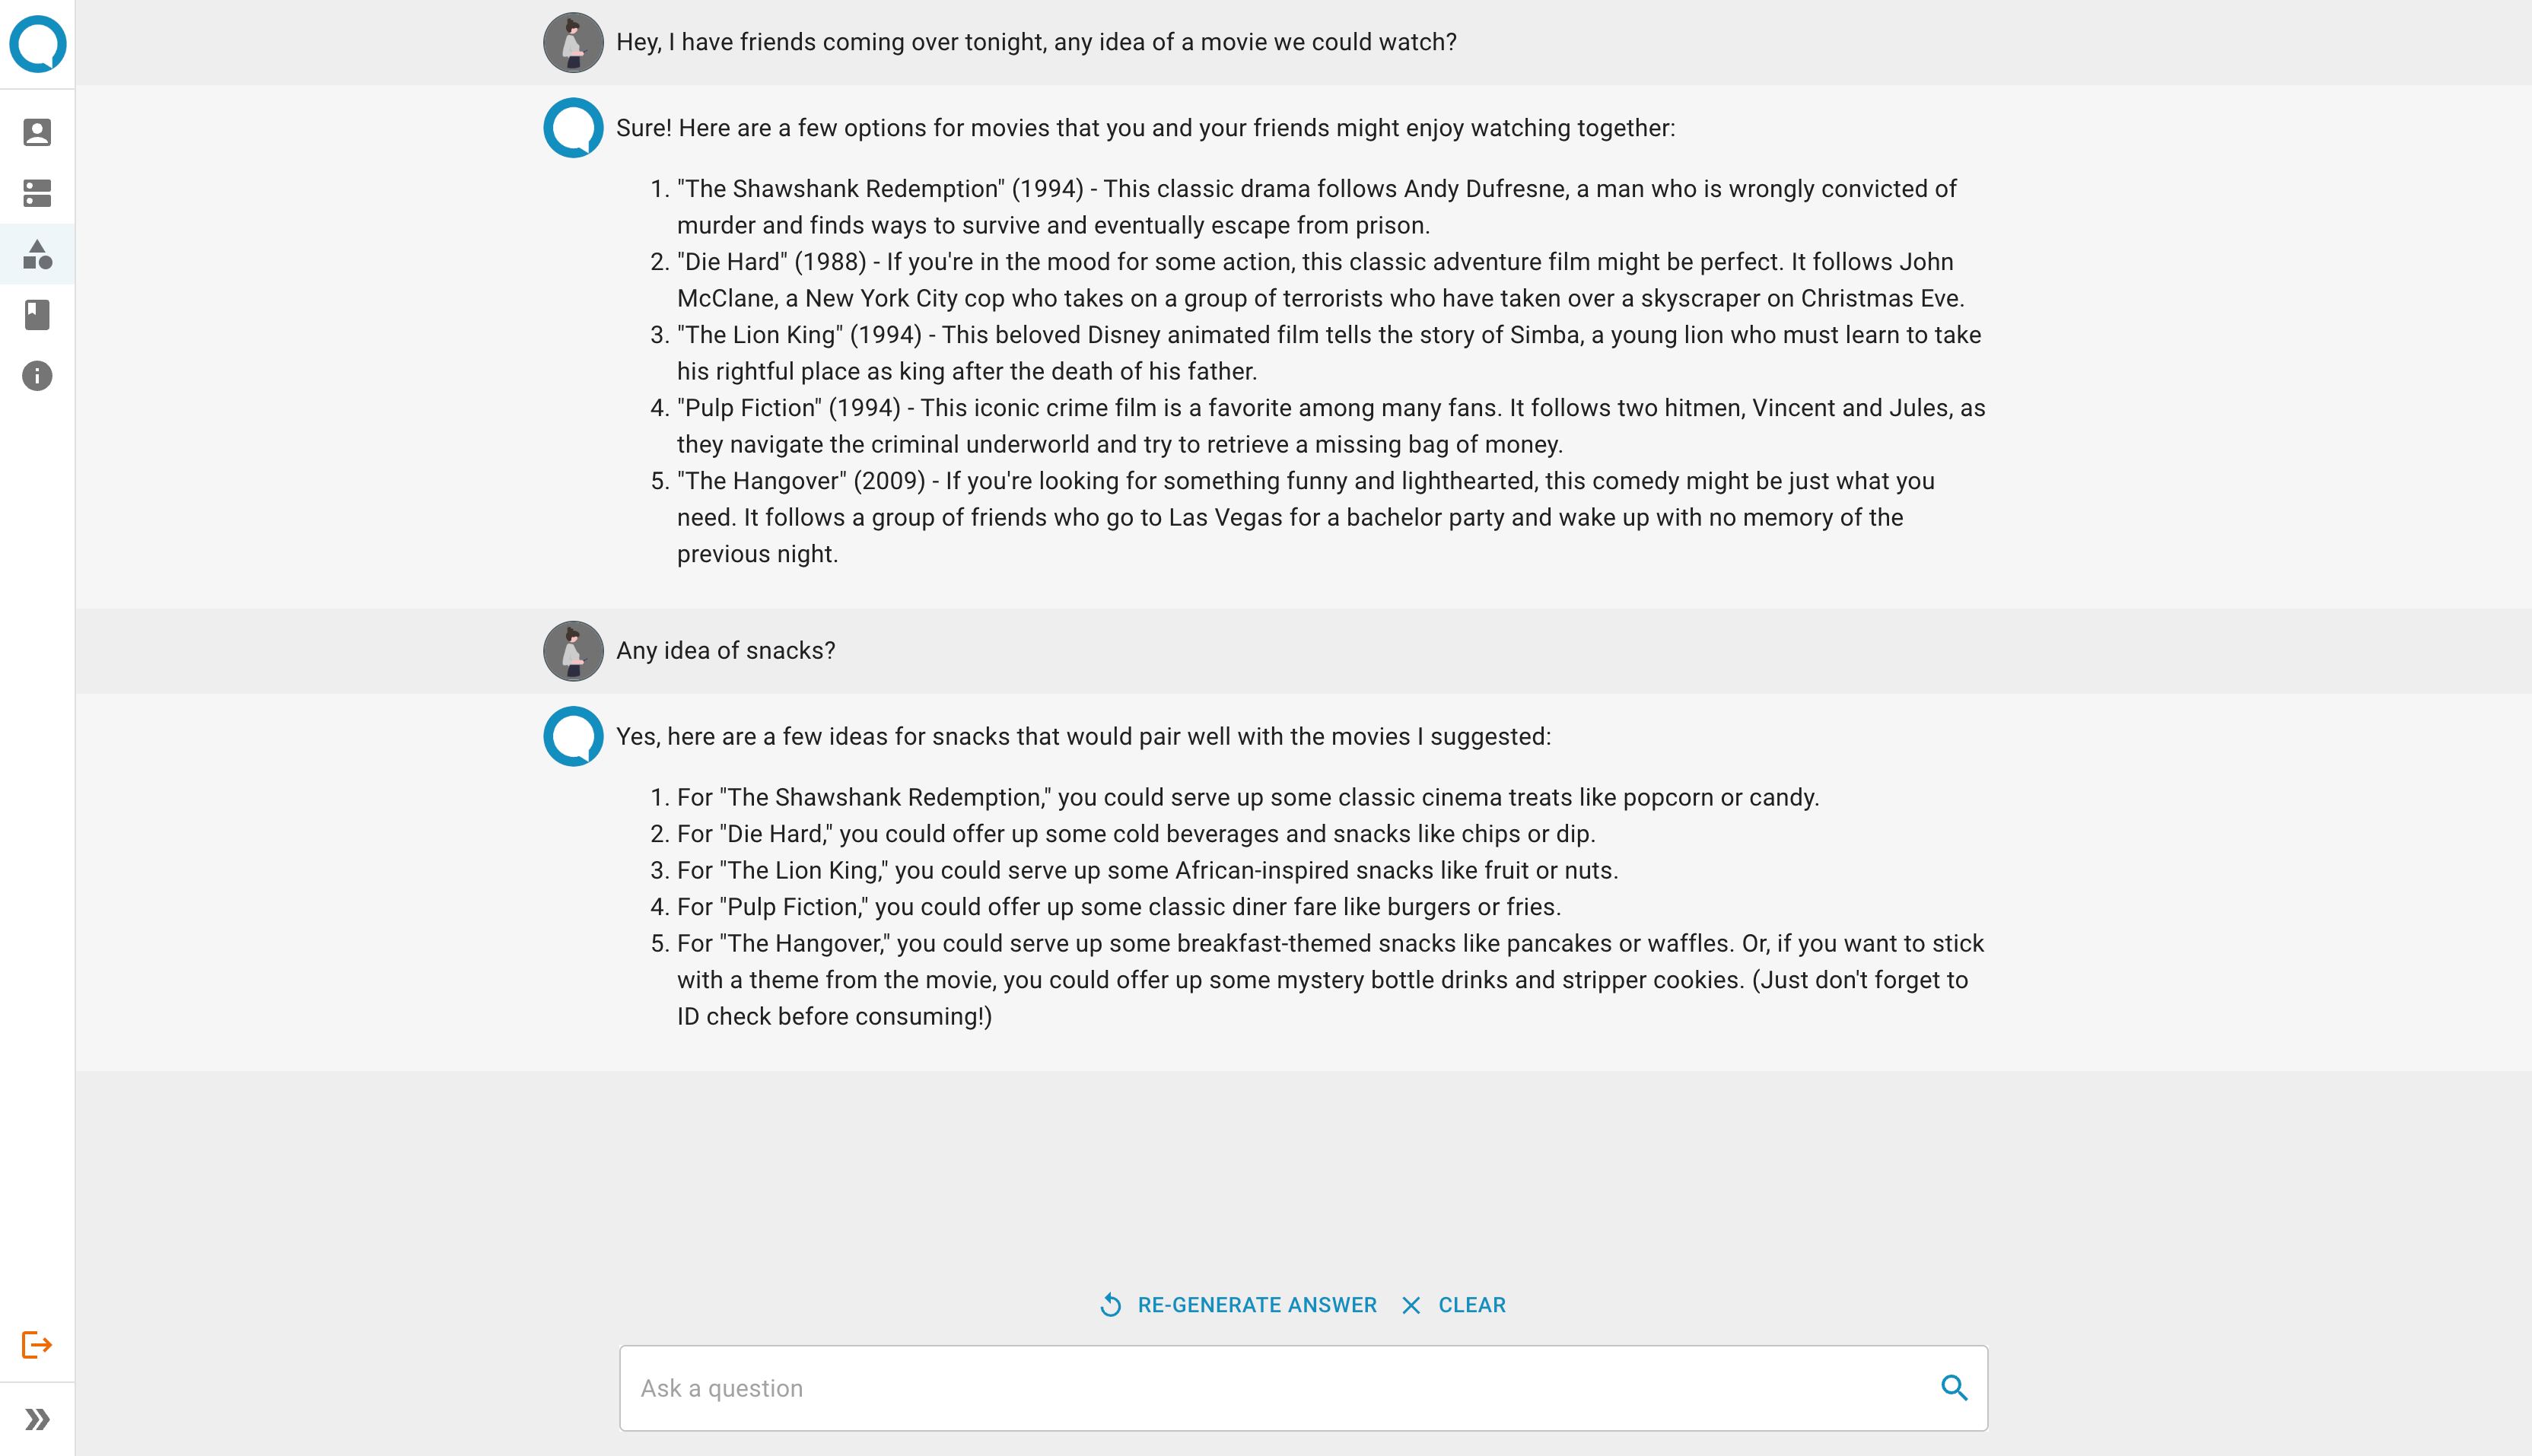 Hey, I have friends coming over tonight, any idea of a movie we could watch?
Sure! Here are a few options for movies that you and your friends might enjoy watching together:
1. "The Shawshank Redemption" (1994) - This classic drama follows Andy Dufresne, a man who is wrongly convicted of
murder and finds ways to survive and eventually escape from prison.
2. "Die Hard" (1988) - If you're in the mood for some action, this classic adventure film might be perfect. It follows John
McClane, a New York City cop who takes on a group of terrorists who have taken over a skyscraper on Christmas Eve.
3. "The Lion King" (1994) - This beloved Disney animated film tells the story of Simba, a young lion who must learn to take
his rightful place as king after the death of his father.
4. "Pulp Fiction" (1994) - This iconic crime film is a favorite among many fans. It follows two hitmen, Vincent and Jules, as
they navigate the criminal underworld and try to retrieve a missing bag of money.
5. "The Hangover" (2009) - If you're looking for something funny and lighthearted, this comedy might be just what you
need. It follows a group of friends who go to Las Vegas for a bachelor party and wake up with no memory of the
previous night.
Any idea of snacks?
Yes, here are a few ideas for snacks that would pair well with the movies I suggested:
1. For "The Shawshank Redemption," you could serve up some classic cinema treats like popcorn or candy.
2. For "Die Hard," you could offer up some cold beverages and snacks like chips or dip.
3. For "The Lion King," you could serve up some African-inspired snacks like fruit or nuts.
4. For "Pulp Fiction," you could offer up some classic diner fare like burgers or fries.
5. For "The Hangover," you could serve up some breakfast-themed snacks like pancakes or waffles. Or, if you want to stick
with a theme from the movie, you could offer up some mystery bottle drinks and stripper cookies. (Just don't forget to
ID check before consuming!)
RE-GENERATE ANSWER CLEAR
Ask a question